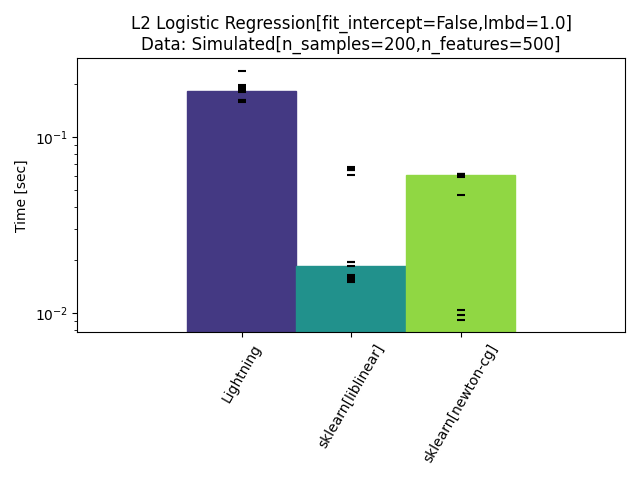 L2 Logistic Regression[fit_intercept=False,lmbd=1.0]
Data: Simulated[n_samples=200,n_features=500]
Time [sec]
10⁻¹
10⁻²
Lightning
sklearn[liblinear]
sklearn[newton-cg]